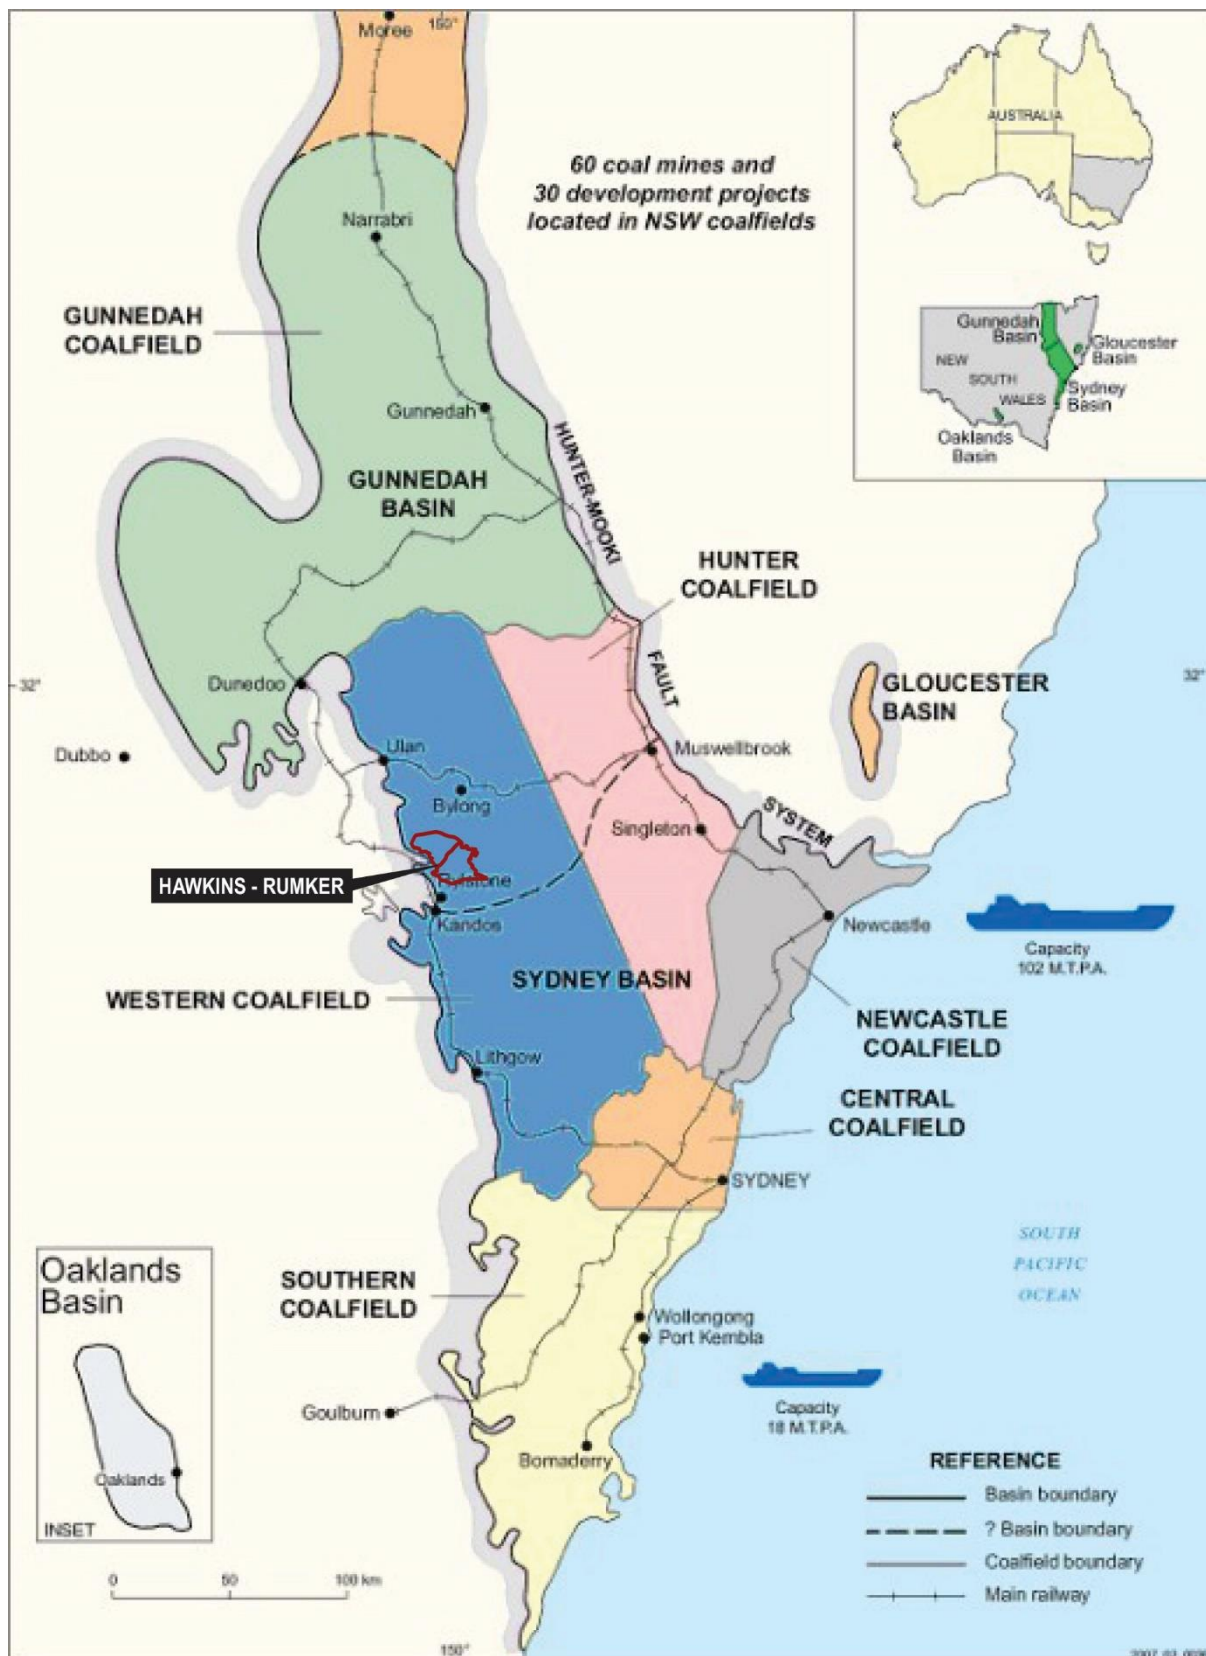 Moree
150°
60 coal mines and
30 development projects
located in NSW coalfields
AUSTRALIA
Gunnedah
Basin
Gloucester
Basin
NEW
SOUTH
WALES
Sydney
Basin
Oaklands
Basin
Narrabri
GUNNEDAH
COALFIELD
Gunnedah
GUNNEDAH
BASIN
HUNTER-MOOKI
FAULT
SYSTEM
HUNTER
COALFIELD
32°
32°
Dunedoo
GLOUCESTER
BASIN
Dubbo
Ulan
Muswellbrook
Bylong
Singleton
HAWKINS - RUMKER
Rylstone
Kandos
Newcastle
Capacity
102 M.T.P.A.
WESTERN COALFIELD
SYDNEY BASIN
NEWCASTLE
COALFIELD
Lithgow
CENTRAL
COALFIELD
SYDNEY
SOUTH
PACIFIC
OCEAN
Oaklands
Basin
Oaklands
INSET
SOUTHERN
COALFIELD
Wollongong
Port Kembla
Goulburn
Capacity
18 M.T.P.A.
Bomaderry
REFERENCE
Basin boundary
? Basin boundary
Coalfield boundary
Main railway
0 50 100 km
150°